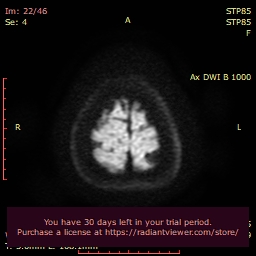 Im: 22/46
STP85
Se: 4
A
STP85
F
Ax DWI B 1000
R
L
You have 30 days left in your trial period.
Purchase a license at https://radiantviewer.com/store/